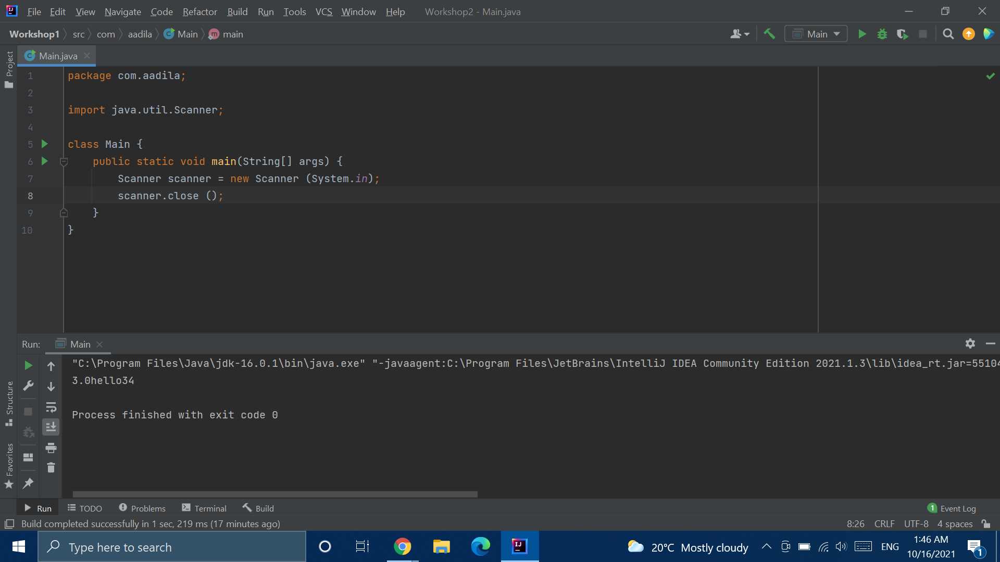 File Edit View Navigate Code Refactor Build Run Tools VCS Window Help Workshop2 - Main.java
Workshop1 src com aadila Main main Main
Main.java
Project
1 package com.aadila;
2
3 import java.util.Scanner;
4
5 class Main {
6 public static void main(String[] args) {
7 Scanner scanner = new Scanner (System.in);
8 scanner.close ();
9 }
10 }
Run: Main
"C:\Program Files\Java\jdk-16.0.1\bin\java.exe" "-javaagent:C:\Program Files\JetBrains\IntelliJ IDEA Community Edition 2021.1.3\lib\idea_rt.jar=55104
3.0hello34
Process finished with exit code 0
Structure
Favorites
Run TODO Problems Terminal Build 1 Event Log
Build completed successfully in 1 sec, 219 ms (17 minutes ago) 8:26 CRLF UTF-8 4 spaces
Type here to search 20°C Mostly cloudy ENG 1:46 AM
10/16/2021 1